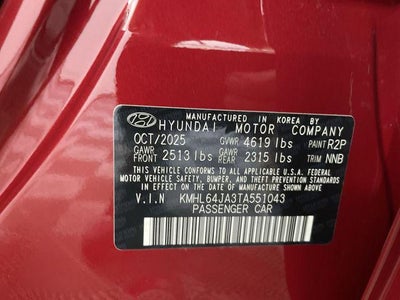 MANUFACTURED IN KOREA BY
HYUNDAI MOTOR COMPANY
OCT/2025 GVWR 4619 lbs PAINT R2P
GAWR FRONT 2513 lbs GAWR REAR 2315 lbs TRIM NNB
THIS VEHICLE CONFORMS TO ALL APPLICABLE U.S.A. FEDERAL
MOTOR VEHICLE SAFETY, BUMPER, AND THEFT PREVENTION
STANDARDS IN EFFECT ON THE DATE OF MANUFACTURE SHOWN ABOVE.
V.I.N KMHL64JA3TA551043
PASSENGER CAR